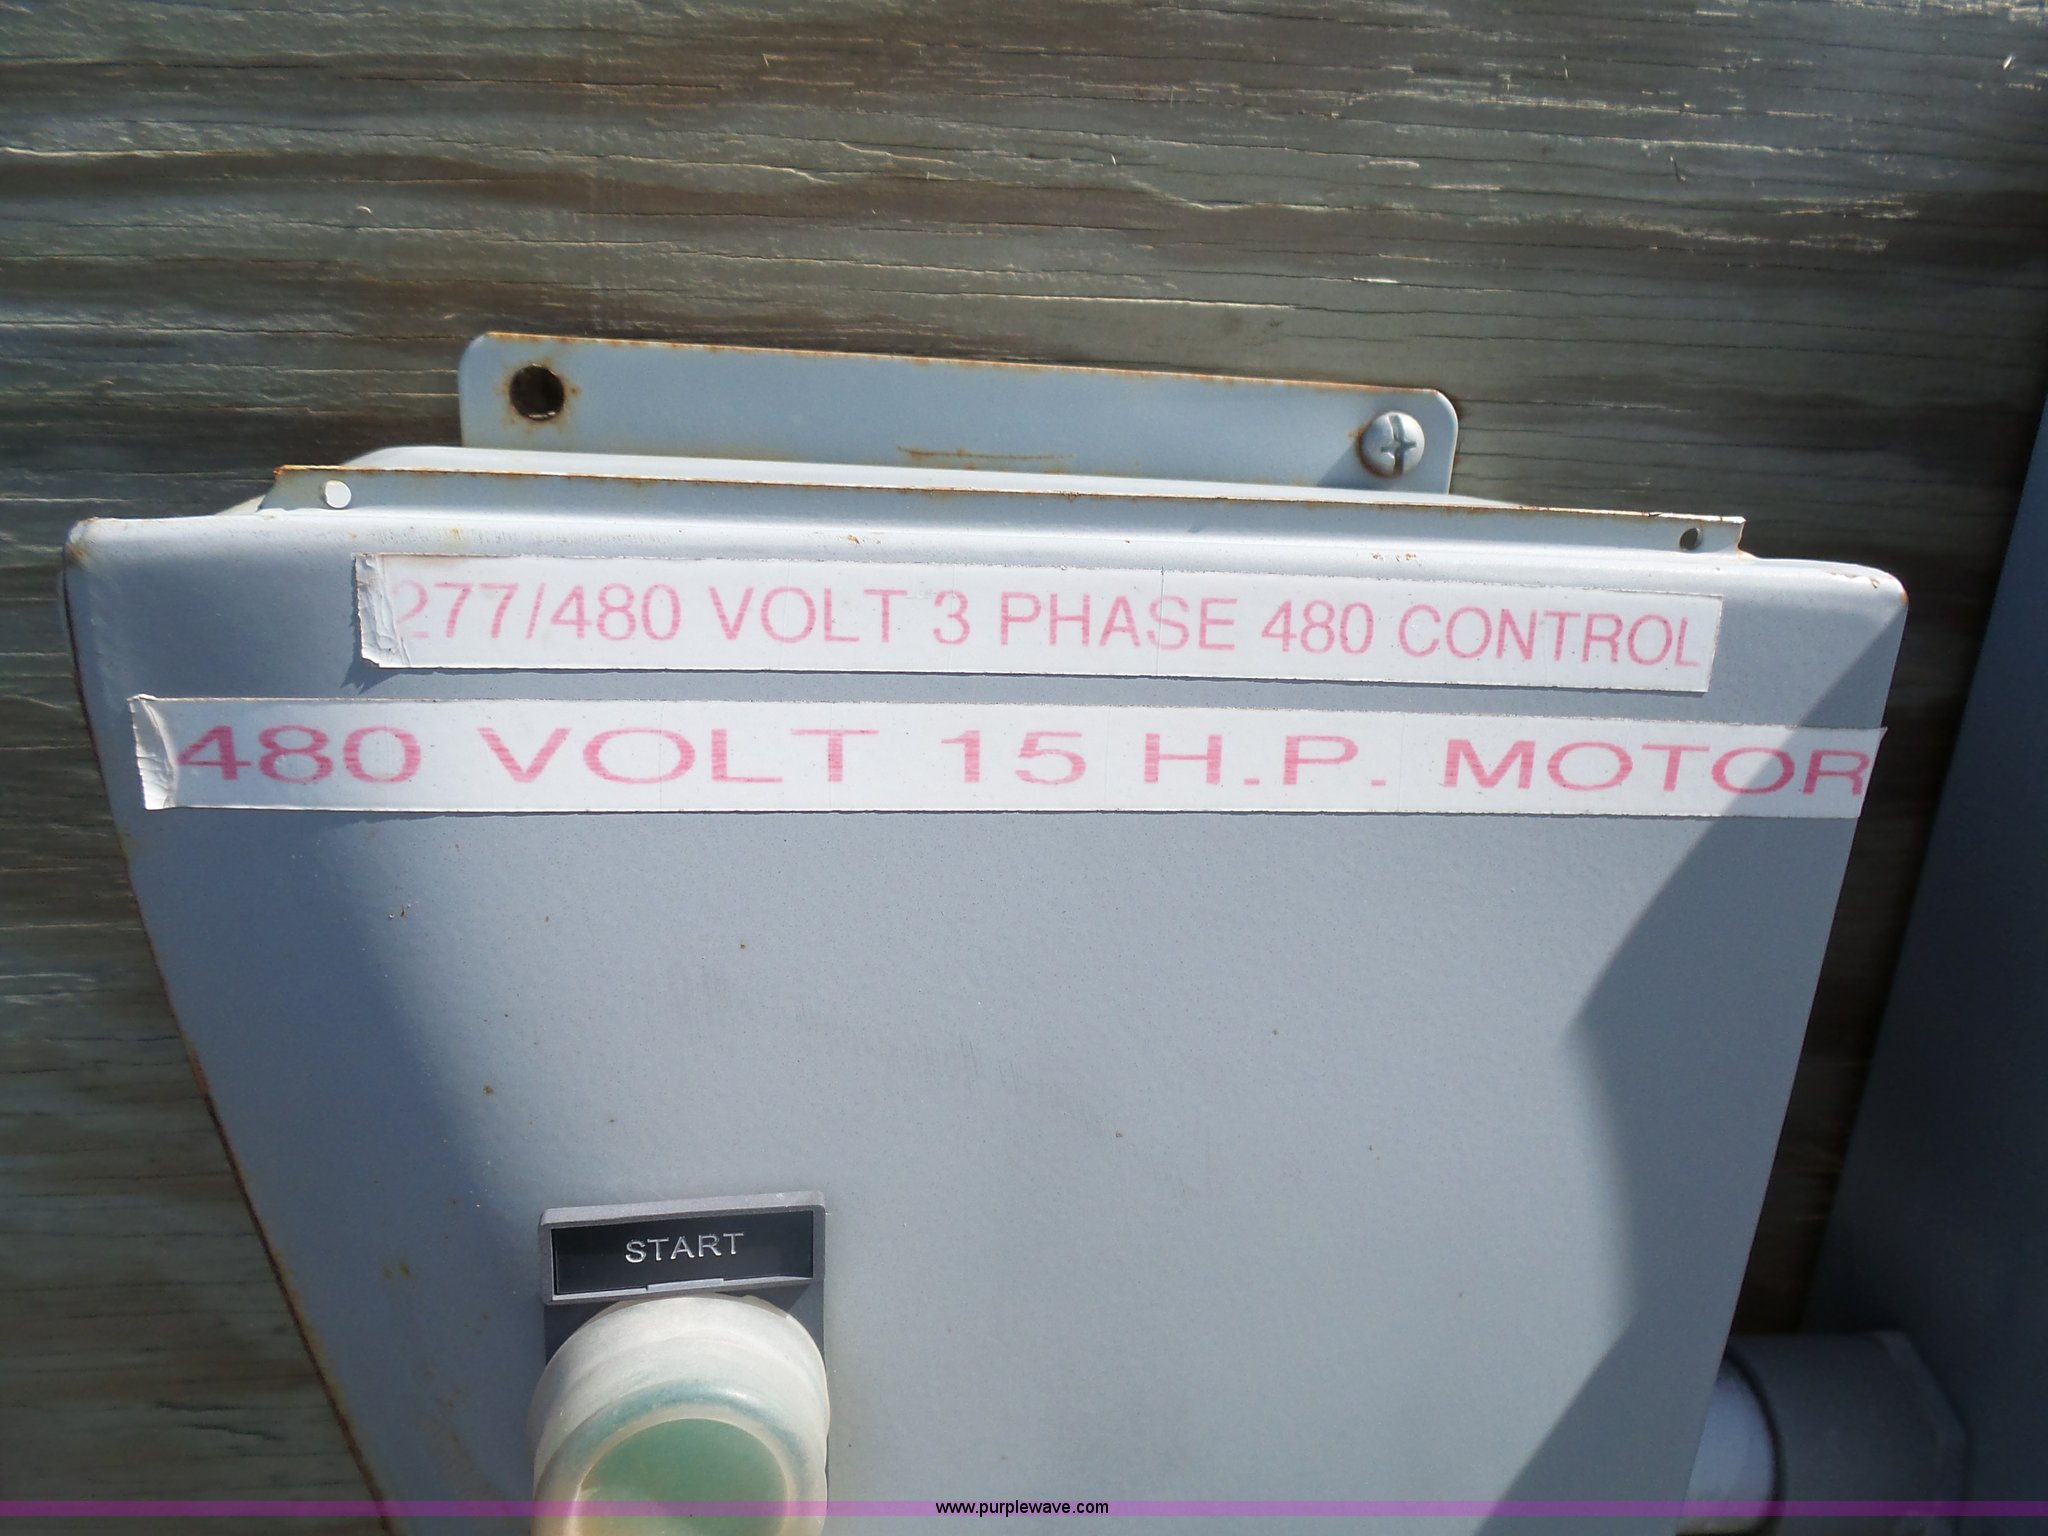 277/480 VOLT 3 PHASE 480 CONTROL
480 VOLT 15 H.P. MOTOR
START
www.purplewave.com